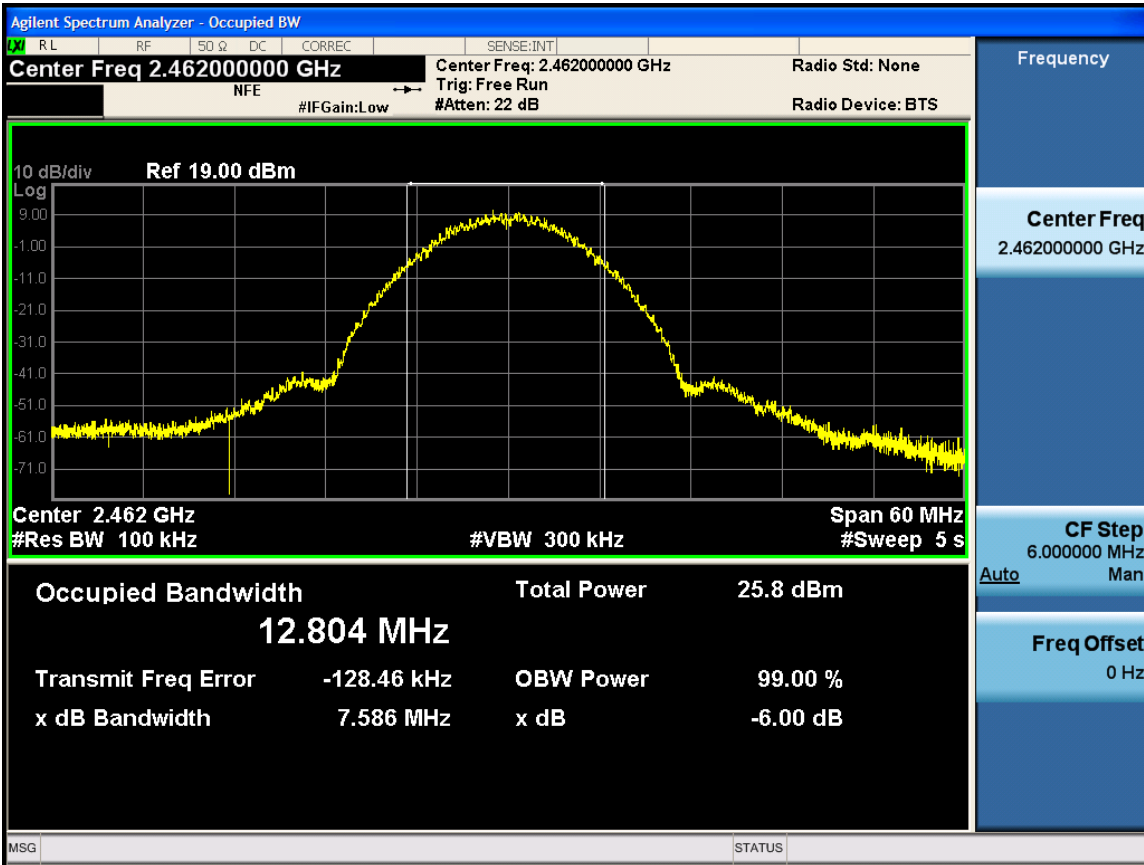 Agilent Spectrum Analyzer - Occupied BW
LXI RL RF 50 Ω DC CORREC SENSE:INT
Center Freq 2.462000000 GHz
NFE
#IFGain:Low
Center Freq: 2.462000000 GHz
Trig: Free Run
#Atten: 22 dB
Radio Std: None
Radio Device: BTS
10 dB/div Ref 19.00 dBm
Log
9.00
-1.00
-11.0
-21.0
-31.0
-41.0
-51.0
-61.0
-71.0
Center 2.462 GHz Span 60 MHz
#Res BW 100 kHz #VBW 300 kHz #Sweep 5 s
Occupied Bandwidth Total Power 25.8 dBm
12.804 MHz
Transmit Freq Error -128.46 kHz OBW Power 99.00 %
x dB Bandwidth 7.586 MHz x dB -6.00 dB
MSG STATUS
Frequency
Center Freq
2.462000000 GHz
CF Step
6.000000 MHz
Auto Man
Freq Offset
0 Hz